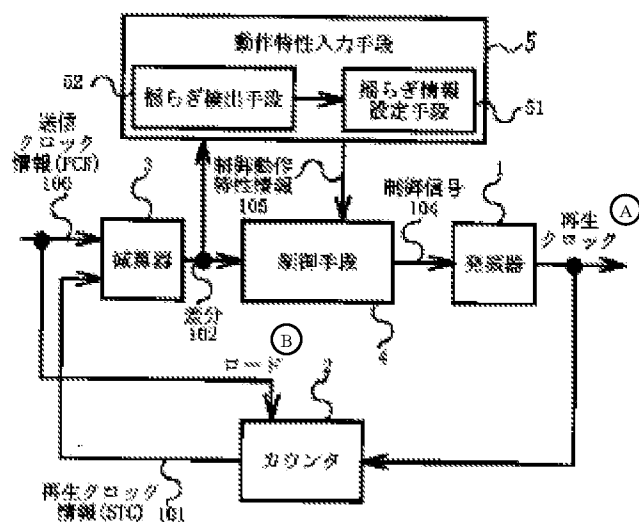 動作特性入力手段
5
52
揺らぎ検出手段
揺らぎ情報
設定手段
51
送信
クロック
情報(PCR)
100
制御動作
特性情報
105
制御信号
104
1
再生
クロック
A
3
減算器
制御手段
発振器
差分
102
4
B
ロード
2
カウンタ
再生クロック
情報(STC) 101